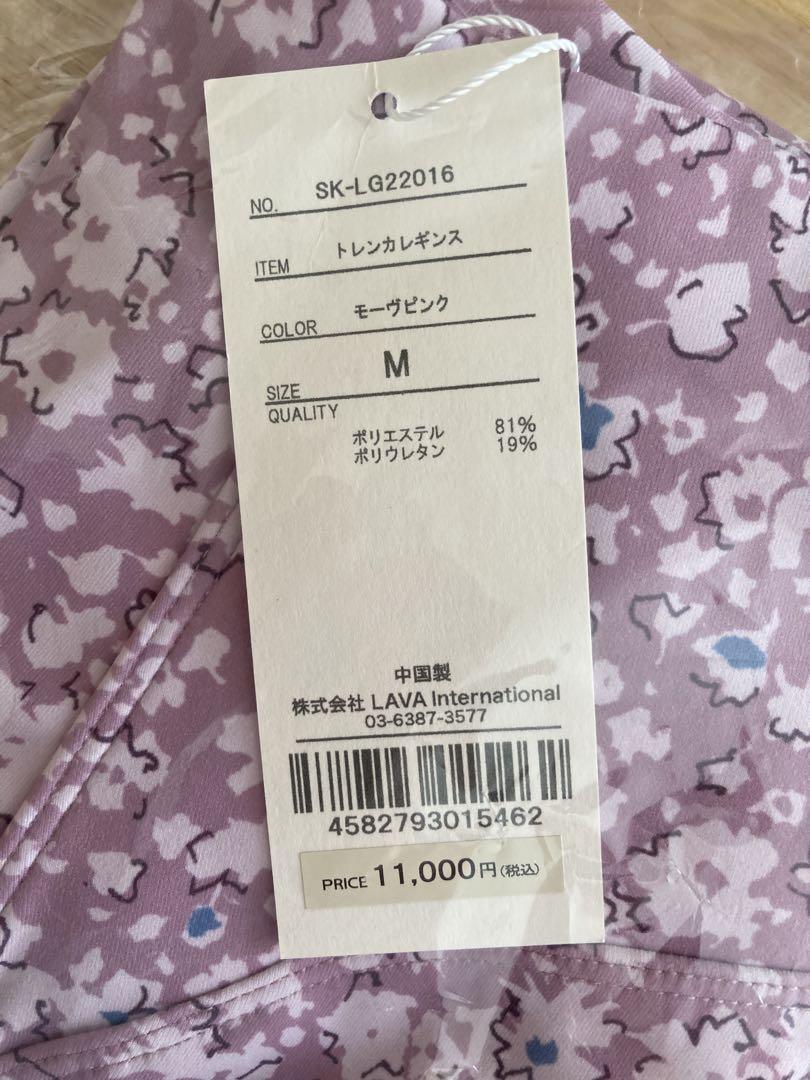 NO. SK-LG22016
ITEM トレンカレギンス
COLOR モーヴピンク
SIZE M
QUALITY
ポリエステル 81%
ポリウレタン 19%
中国製
株式会社 LAVA International
03-6387-3577
4582793015462
PRICE 11,000円(税込)